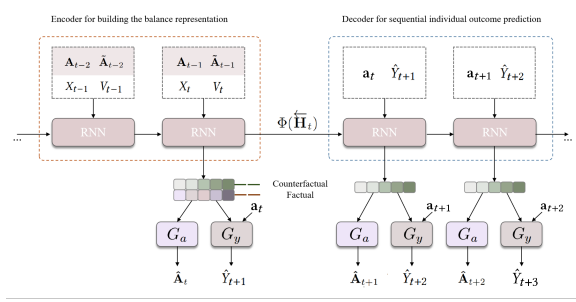 Encoder for building the balance representation
Decoder for sequential individual outcome prediction
A_{t−2} Ã_{t−2}
X_{t−1} V_{t−1}
A_{t−1} Ã_{t−1}
X_t V_t
a_t Ŷ_{t+1}
a_{t+1} Ŷ_{t+2}
... RNN RNN Φ(\overleftarrow{H}_t) RNN RNN ...
Counterfactual
Factual
a_t a_{t+1} a_{t+2}
G_a G_y G_a G_y G_a G_y
Â_t Ŷ_{t+1} Â_{t+1} Ŷ_{t+2} Â_{t+2} Ŷ_{t+3}